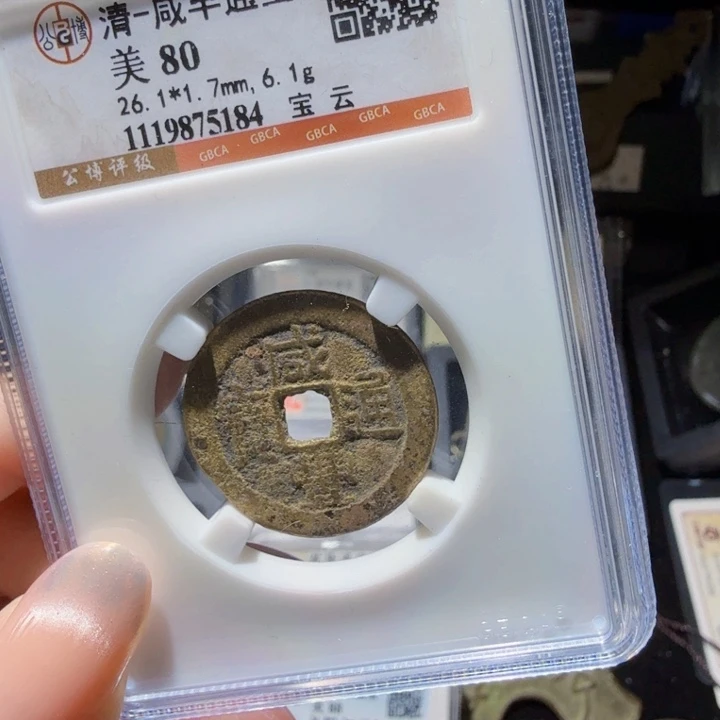 公博
清-咸丰通宝
美 80
26.1*1.7mm, 6.1g
1119875184 宝云
公博评级 GBCA · GBCA GBCA GBCA GBCA
咸
通